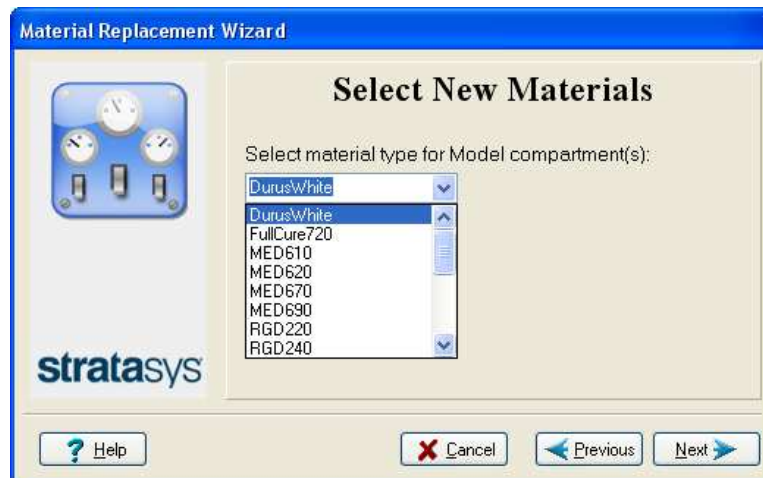 Material Replacement Wizard
Select New Materials
Select material type for Model compartment(s):
DurusWhite
DurusWhite
FullCure720
MED610
MED620
MED670
MED690
RGD220
RGD240
stratasys
? Help
Cancel
Previous
Next